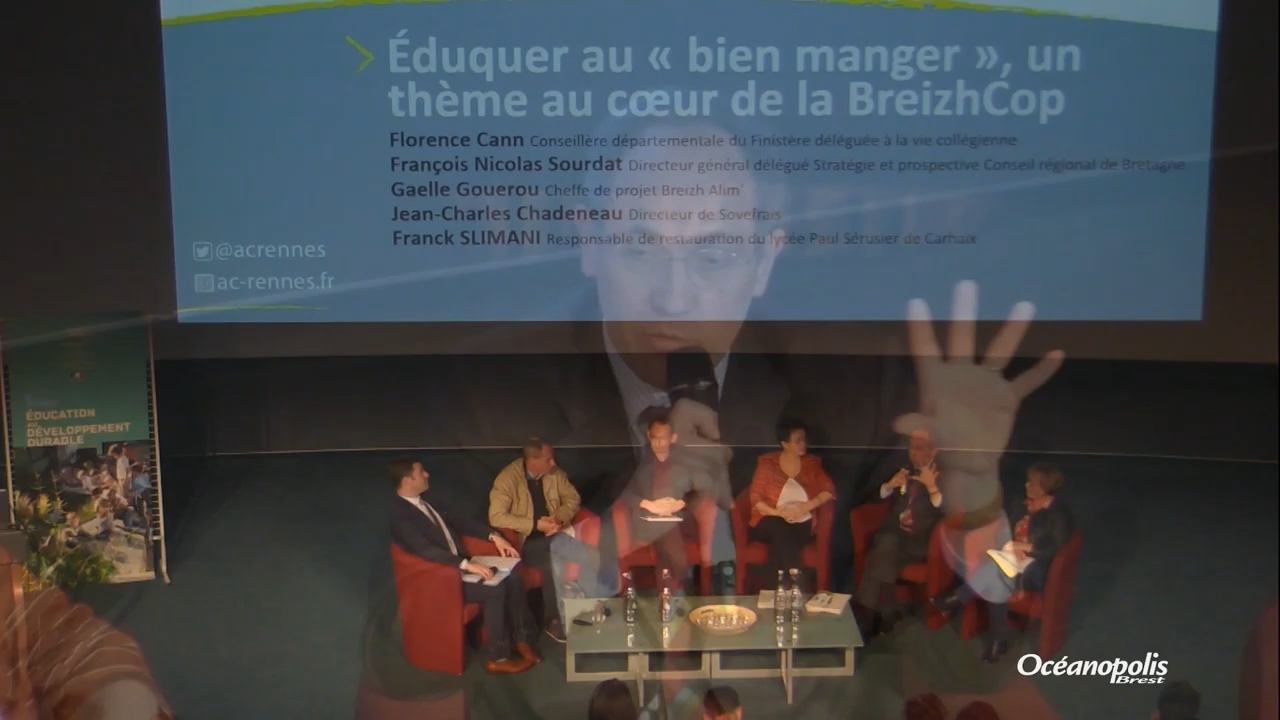 Éduquer au « bien manger », un
thème au cœur de la BreizhCop
Florence Cann Conseillère départementale du Finistère déléguée à la vie collégienne
François Nicolas Sourdat Directeur général délégué Stratégie et prospective Conseil régional de Bretagne
Gaelle Gouerou Cheffe de projet Breizh Alim'
Jean-Charles Chadeneau Directeur de Sovefrais
Franck SLIMANI Responsable de restauration du lycée Paul Sérusier de Carhaix
@acrennes
ac-rennes.fr
ÉDUCATION
AU
DÉVELOPPEMENT
DURABLE
Océanopolis
Brest